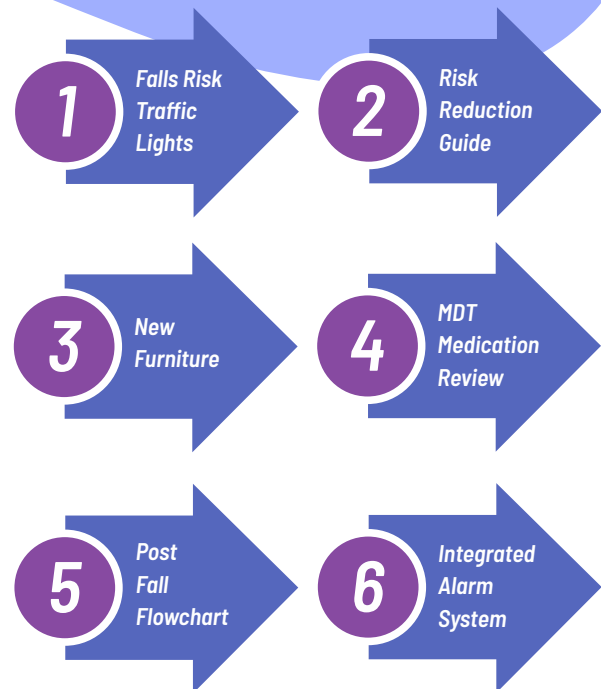 1
Falls Risk
Traffic
Lights
2
Risk
Reduction
Guide
3
New
Furniture
4
MDT
Medication
Review
5
Post
Fall
Flowchart
6
Integrated
Alarm
System